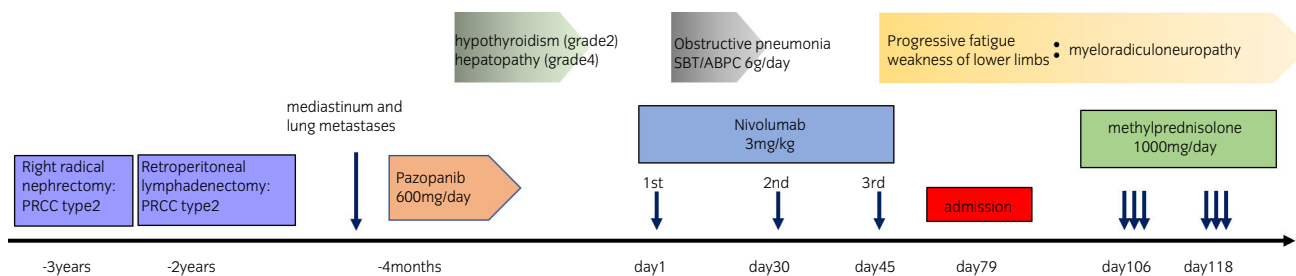 hypothyroidism (grade2)
hepatopathy (grade4)
Obstructive pneumonia
SBT/ABPC 6g/day
Progressive fatigue
weakness of lower limbs
: myeloradiculoneuropathy
mediastinum and
lung metastases
Nivolumab
3mg/kg
methylprednisolone
1000mg/day
Right radical
nephrectomy:
PRCC type2
Retroperitoneal
lymphadenectomy:
PRCC type2
Pazopanib
600mg/day
1st
2nd
3rd
admission
-3years
-2years
-4months
day1
day30
day45
day79
day106
day118